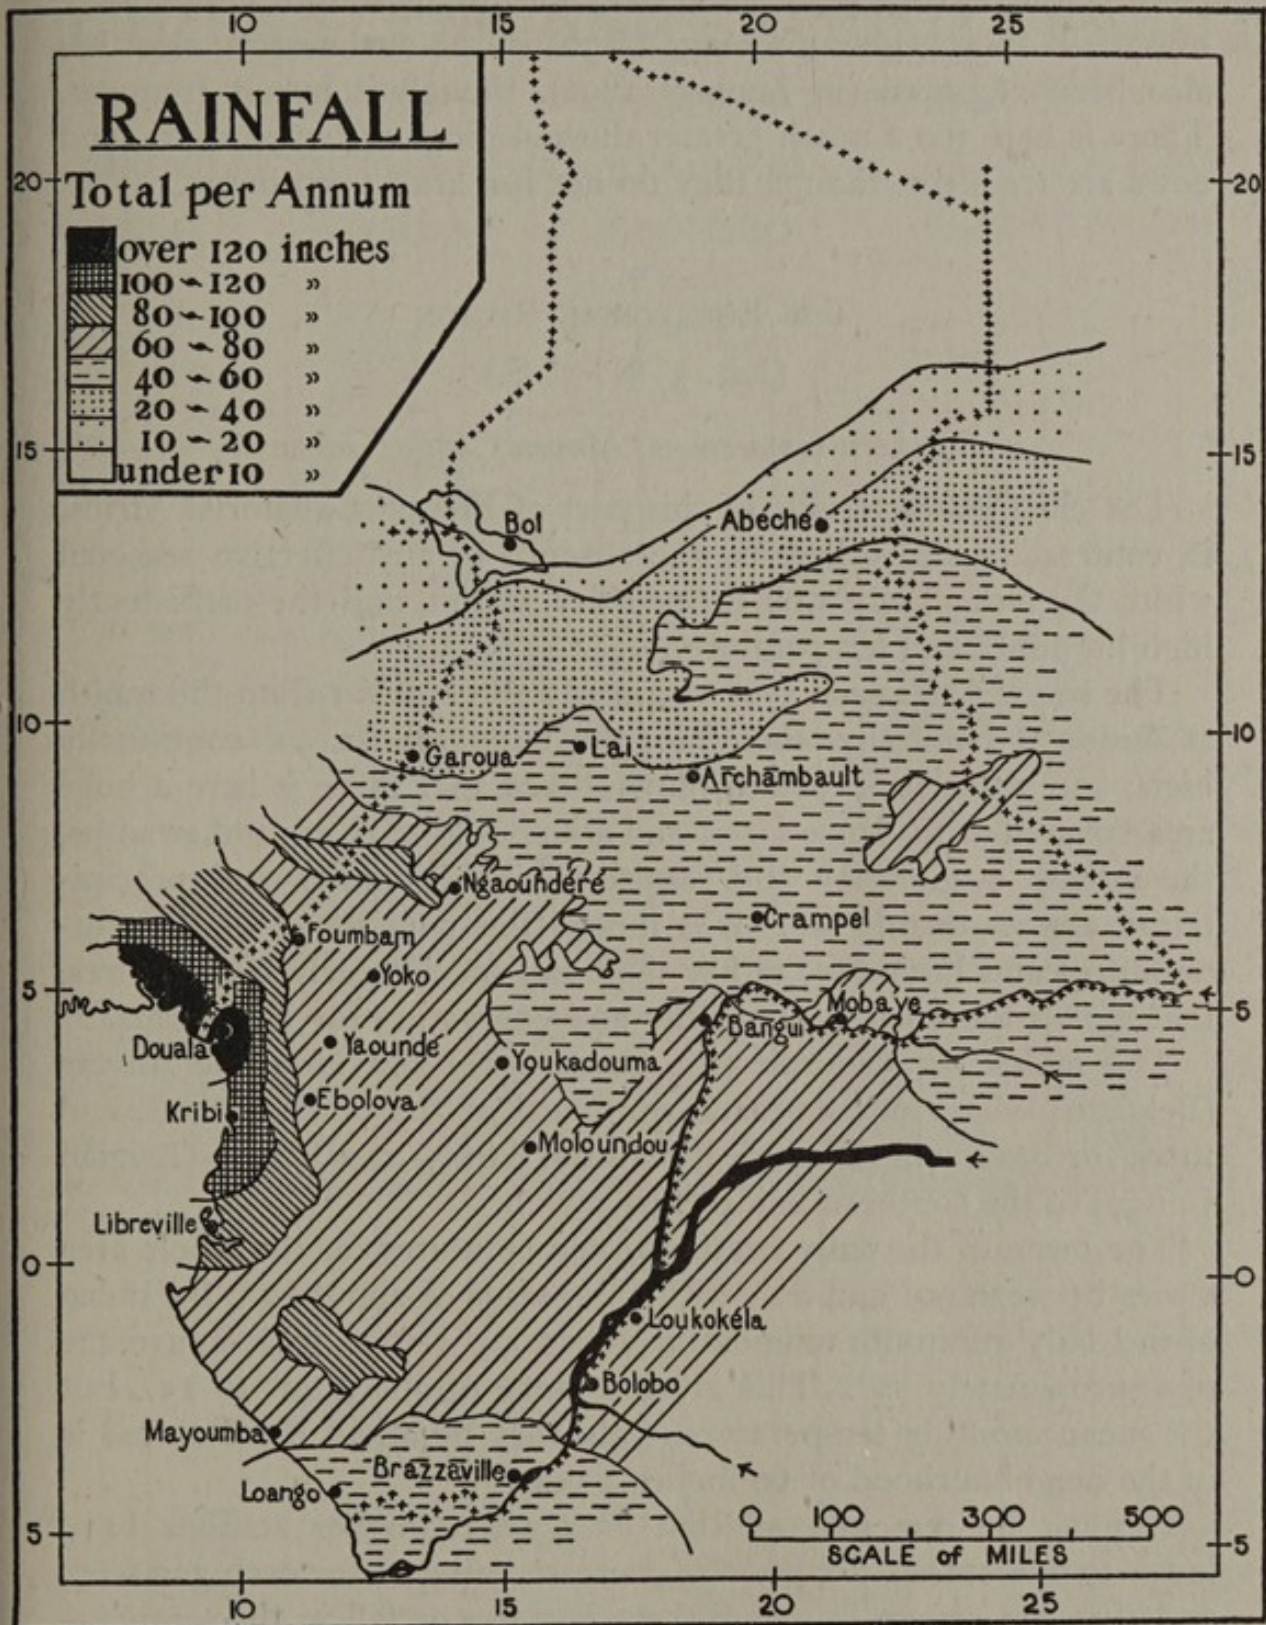 10 15 20 25
RAINFALL
Total per Annum
over 120 inches
100-120 "
80-100 "
60-80 "
40-60 "
20-40 "
10-20 "
under 10 "
20 20
15 15
Bol
Abéché
10 10
Garoua
Lai
Archambault
Ngaoundéré
Crampel
Foumbam
Yoko
5 5
Mobaye
Bangui
Douala
Yaounde
Youkadouma
Kribi
Ebolova
Moloundou
Libreville
0 0
Loukokéla
Bolobo
Mayoumba
Brazzaville
Loango
0 100 300 500
SCALE of MILES
5 5
10 15 20 25